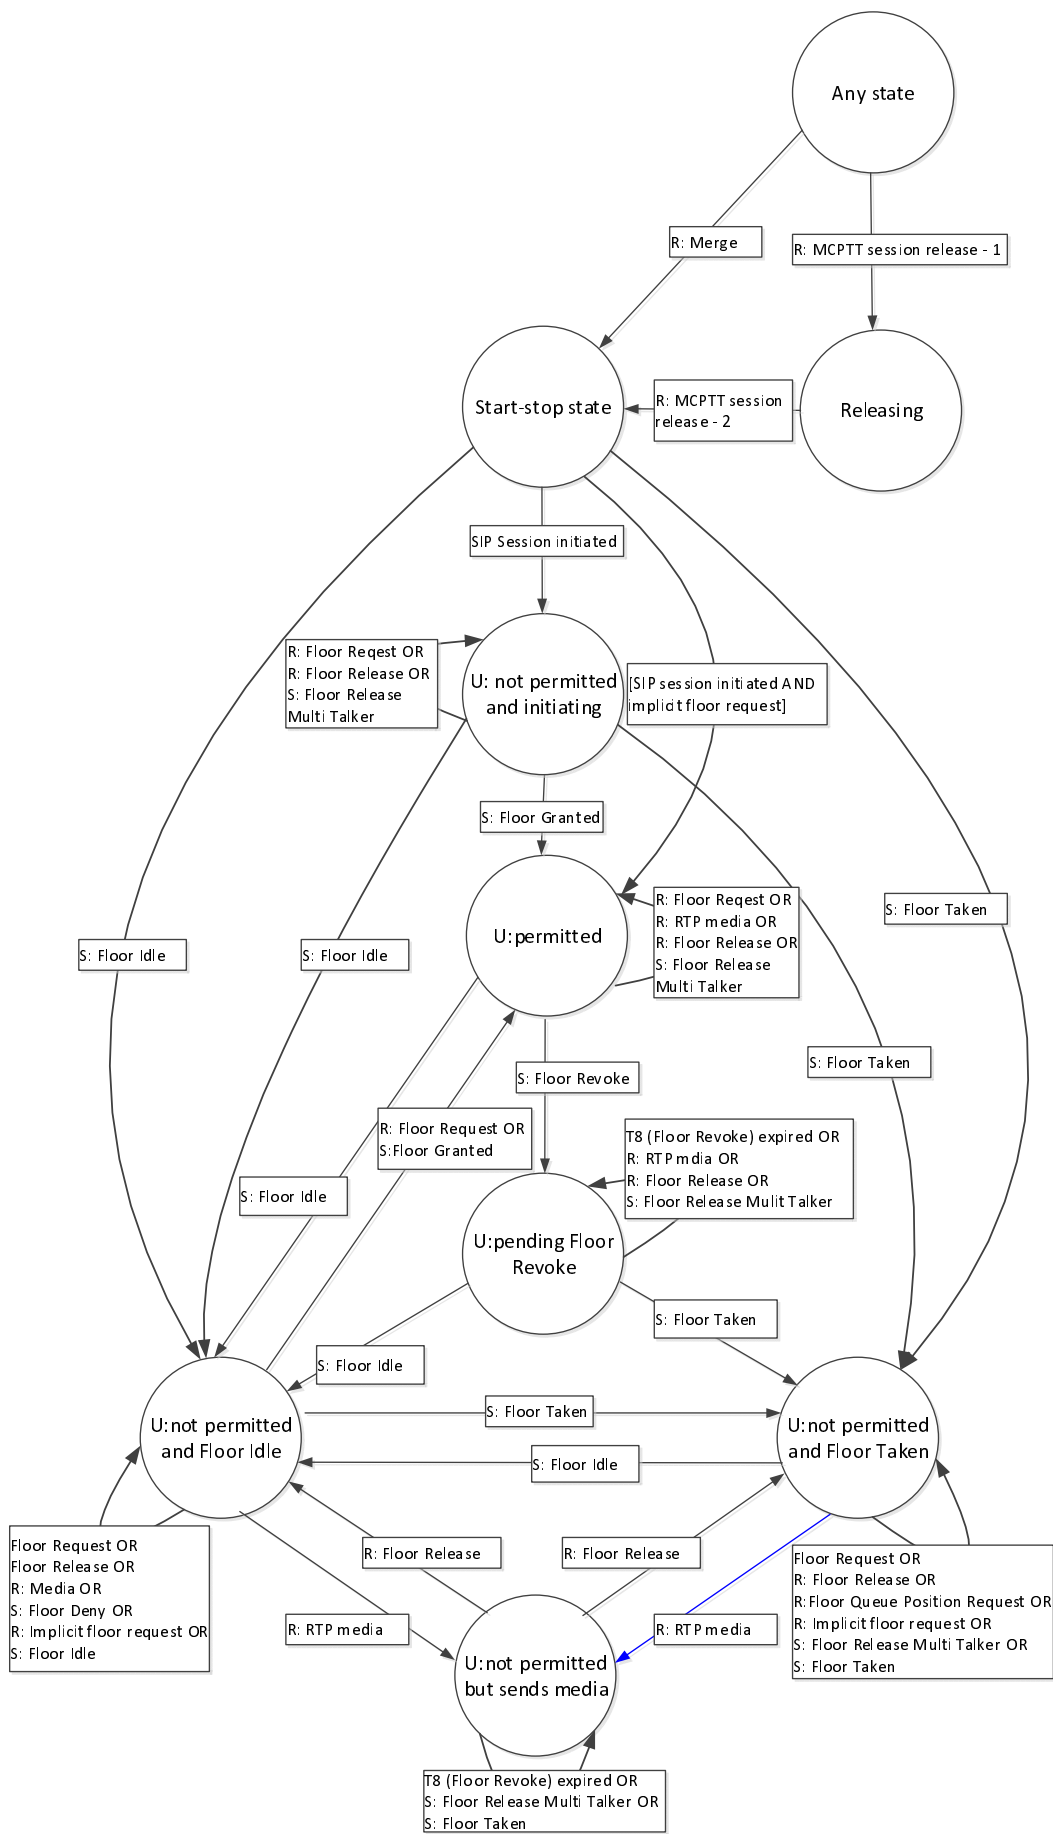 Any state
R: Merge
R: MCPTT session release - 1
Start-stop state
R: MCPTT session
release - 2
Releasing
SIP Session initiated
R: Floor Reqest OR
R: Floor Release OR
S: Floor Release
Multi Talker
U: not permitted
and initiating
[SIP session initiated AND
implicit floor request]
S: Floor Granted
U:permitted
R: Floor Reqest OR
R: RTP media OR
R: Floor Release OR
S: Floor Release
Multi Talker
S: Floor Taken
S: Floor Idle
S: Floor Idle
S: Floor Taken
S: Floor Revoke
R: Floor Request OR
S:Floor Granted
T8 (Floor Revoke) expired OR
R: RTP mdia OR
R: Floor Release OR
S: Floor Release Mulit Talker
S: Floor Idle
U:pending Floor
Revoke
S: Floor Taken
S: Floor Idle
U:not permitted
and Floor Idle
S: Floor Taken
U:not permitted
and Floor Taken
S: Floor Idle
Floor Request OR
Floor Release OR
R: Media OR
S: Floor Deny OR
R: Implicit floor request OR
S: Floor Idle
R: Floor Release
R: Floor Release
Floor Request OR
R: Floor Release OR
R:Floor Queue Position Request OR
R: Implicit floor request OR
S: Floor Release Multi Talker OR
S: Floor Taken
R: RTP media
R: RTP media
U:not permitted
but sends media
T8 (Floor Revoke) expired OR
S: Floor Release Multi Talker OR
S: Floor Taken